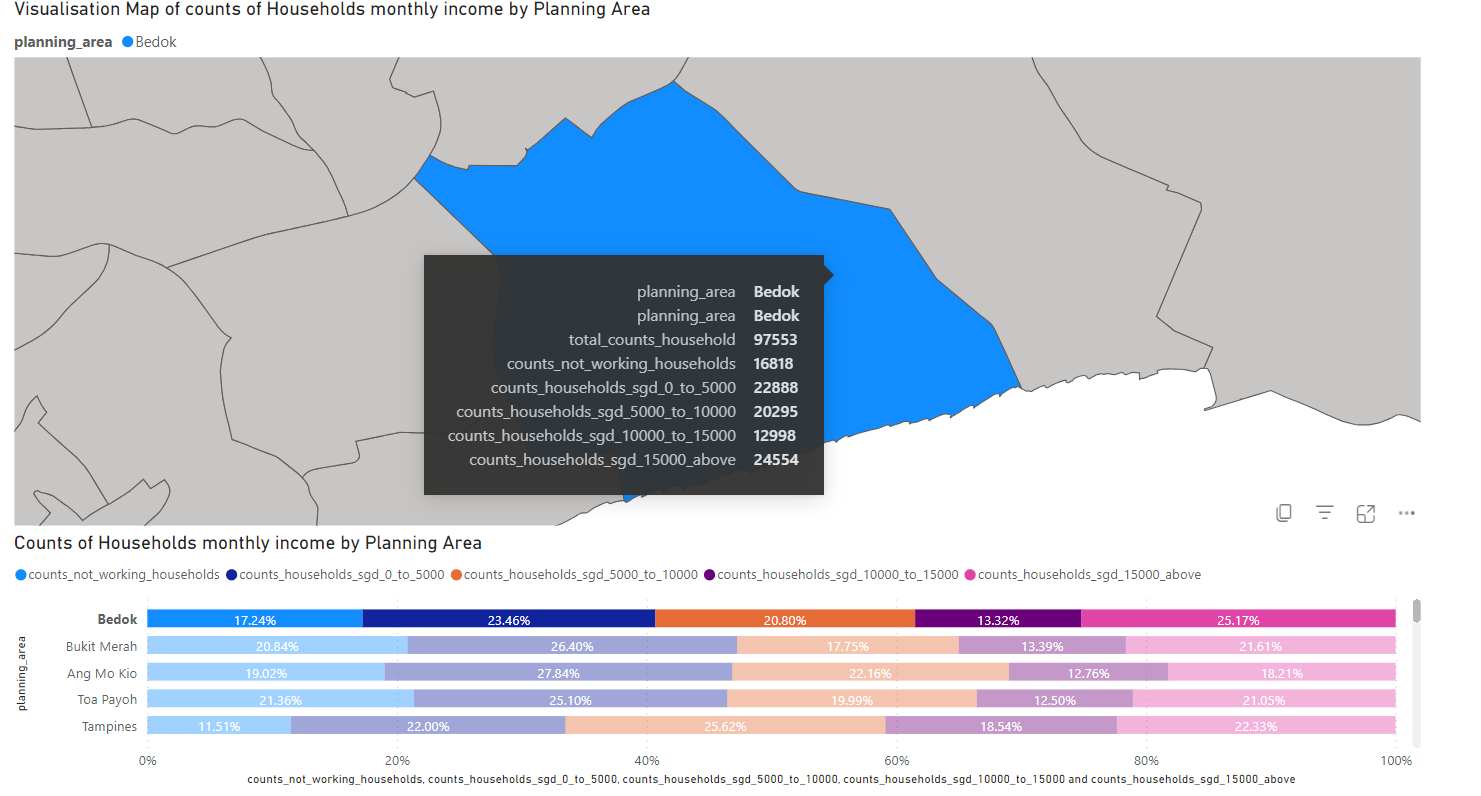 Visualisation Map of counts of Households monthly income by Planning Area
planning_area Bedok
planning_area Bedok
planning_area Bedok
total_counts_household 97553
counts_not_working_households 16818
counts_households_sgd_0_to_5000 22888
counts_households_sgd_5000_to_10000 20295
counts_households_sgd_10000_to_15000 12998
counts_households_sgd_15000_above 24554
Counts of Households monthly income by Planning Area
counts_not_working_households counts_households_sgd_0_to_5000 counts_households_sgd_5000_to_10000 counts_households_sgd_10000_to_15000 counts_households_sgd_15000_above
planning_area
Bedok 17.24% 23.46% 20.80% 13.32% 25.17%
Bukit Merah 20.84% 26.40% 17.75% 13.39% 21.61%
Ang Mo Kio 19.02% 27.84% 22.16% 12.76% 18.21%
Toa Payoh 21.36% 25.10% 19.99% 12.50% 21.05%
Tampines 11.51% 22.00% 25.62% 18.54% 22.33%
0% 20% 40% 60% 80% 100%
counts_not_working_households, counts_households_sgd_0_to_5000, counts_households_sgd_5000_to_10000, counts_households_sgd_10000_to_15000 and counts_households_sgd_15000_above